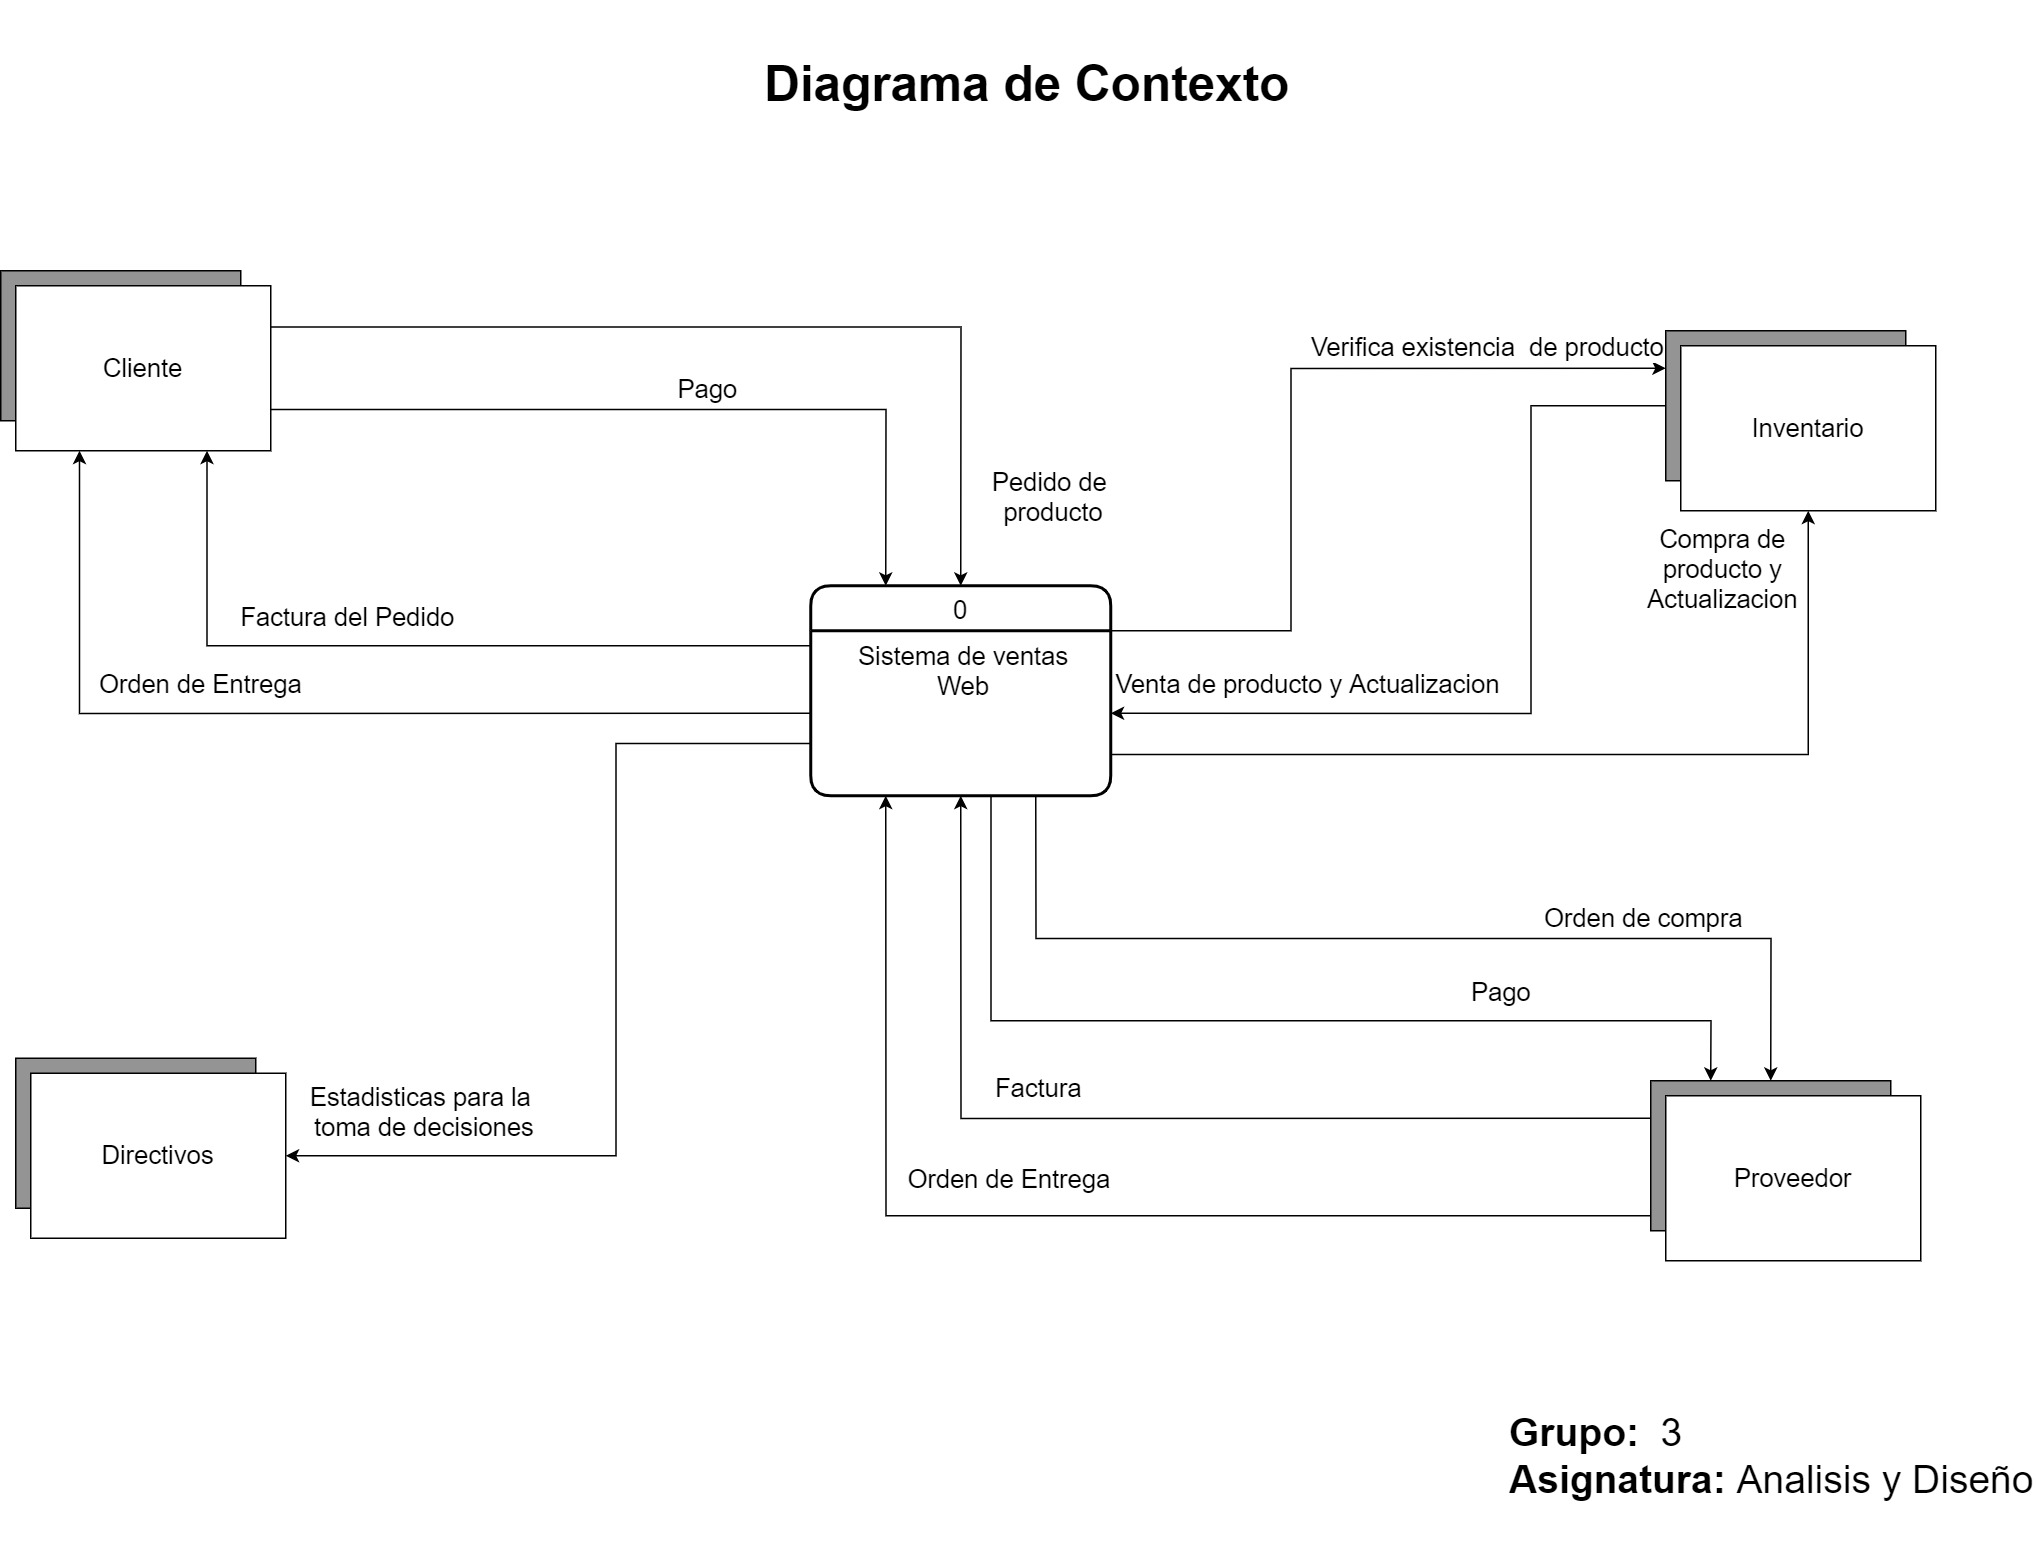 Diagrama de Contexto
Cliente
Pago
Pedido de
producto
Verifica existencia  de producto
Inventario
Compra de
producto y
Actualizacion
Factura del Pedido
Orden de Entrega
0
Sistema de ventas
Web
Venta de producto y Actualizacion
Orden de compra
Pago
Factura
Orden de Entrega
Proveedor
Estadisticas para la
toma de decisiones
Directivos
Grupo:  3
Asignatura: Analisis y Diseño